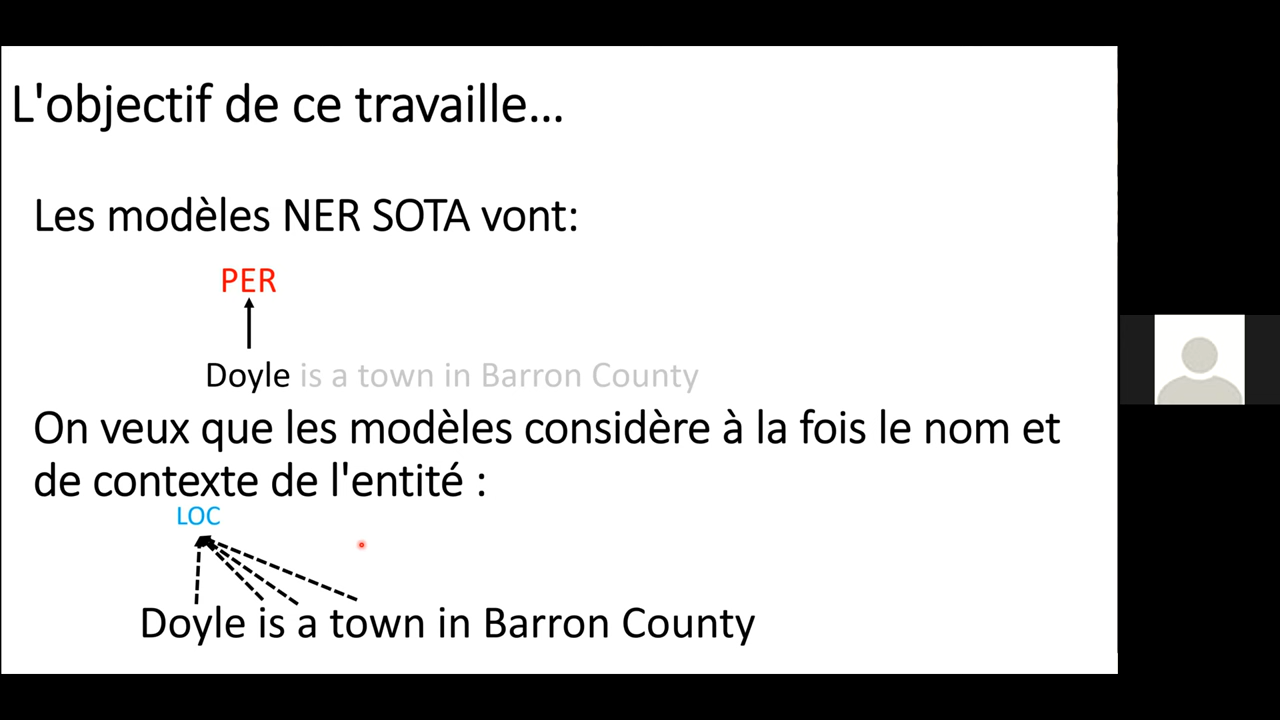 L'objectif de ce travaille...
Les modèles NER SOTA vont:
PER
Doyle is a town in Barron County
On veux que les modèles considère à la fois le nom et
de contexte de l'entité :
LOC
Doyle is a town in Barron County